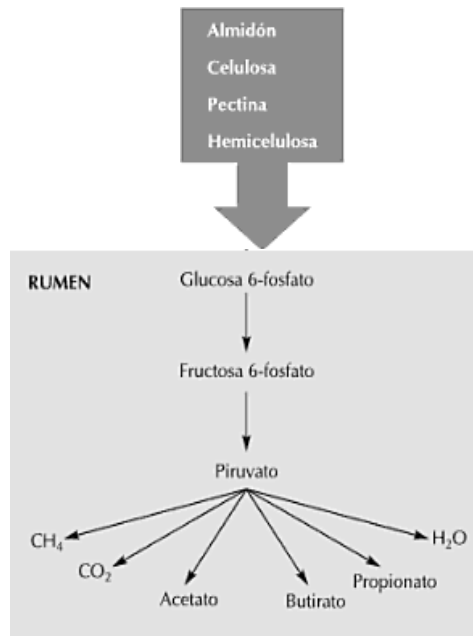 Almidón
Celulosa
Pectina
Hemicelulosa
RUMEN
Glucosa 6-fosfato
Fructosa 6-fosfato
Piruvato
CH₄
CO₂
Acetato
Butirato
Propionato
H₂O